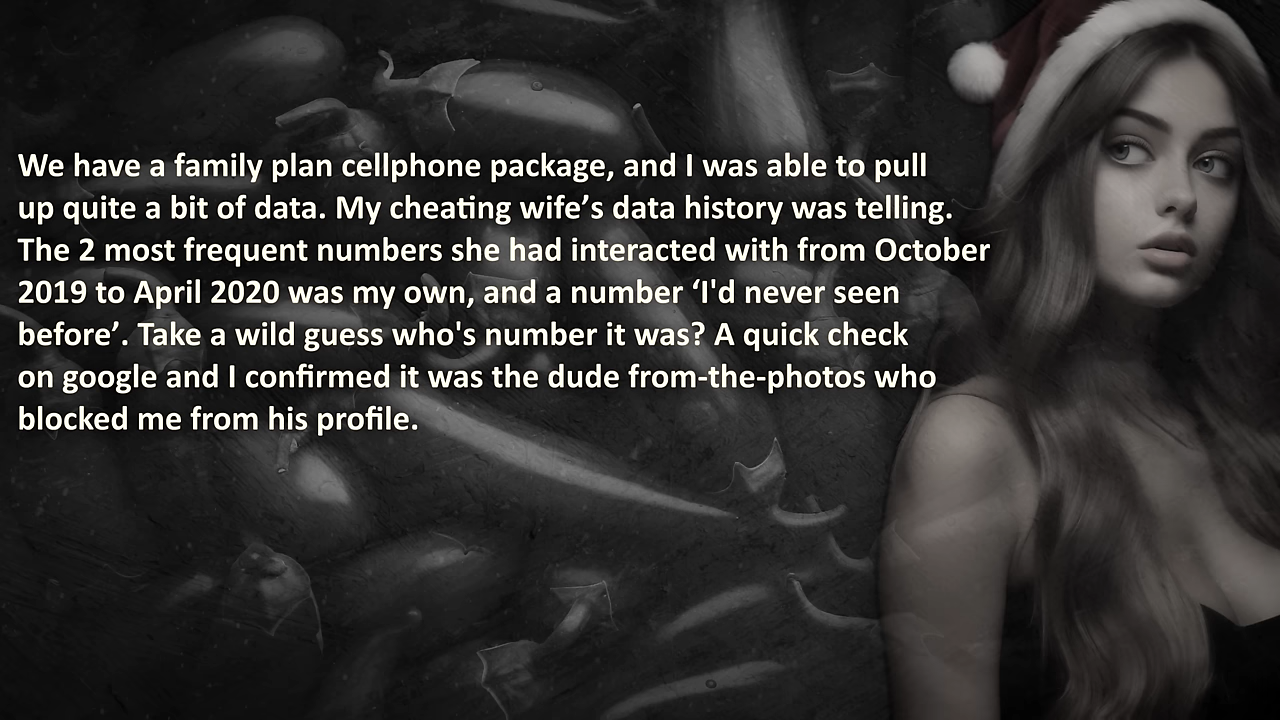 We have a family plan cellphone package, and I was able to pull
up quite a bit of data. My cheating wife’s data history was telling.
The 2 most frequent numbers she had interacted with from October
2019 to April 2020 was my own, and a number ‘I'd never seen
before’. Take a wild guess who's number it was? A quick check
on google and I confirmed it was the dude from-the-photos who
blocked me from his profile.